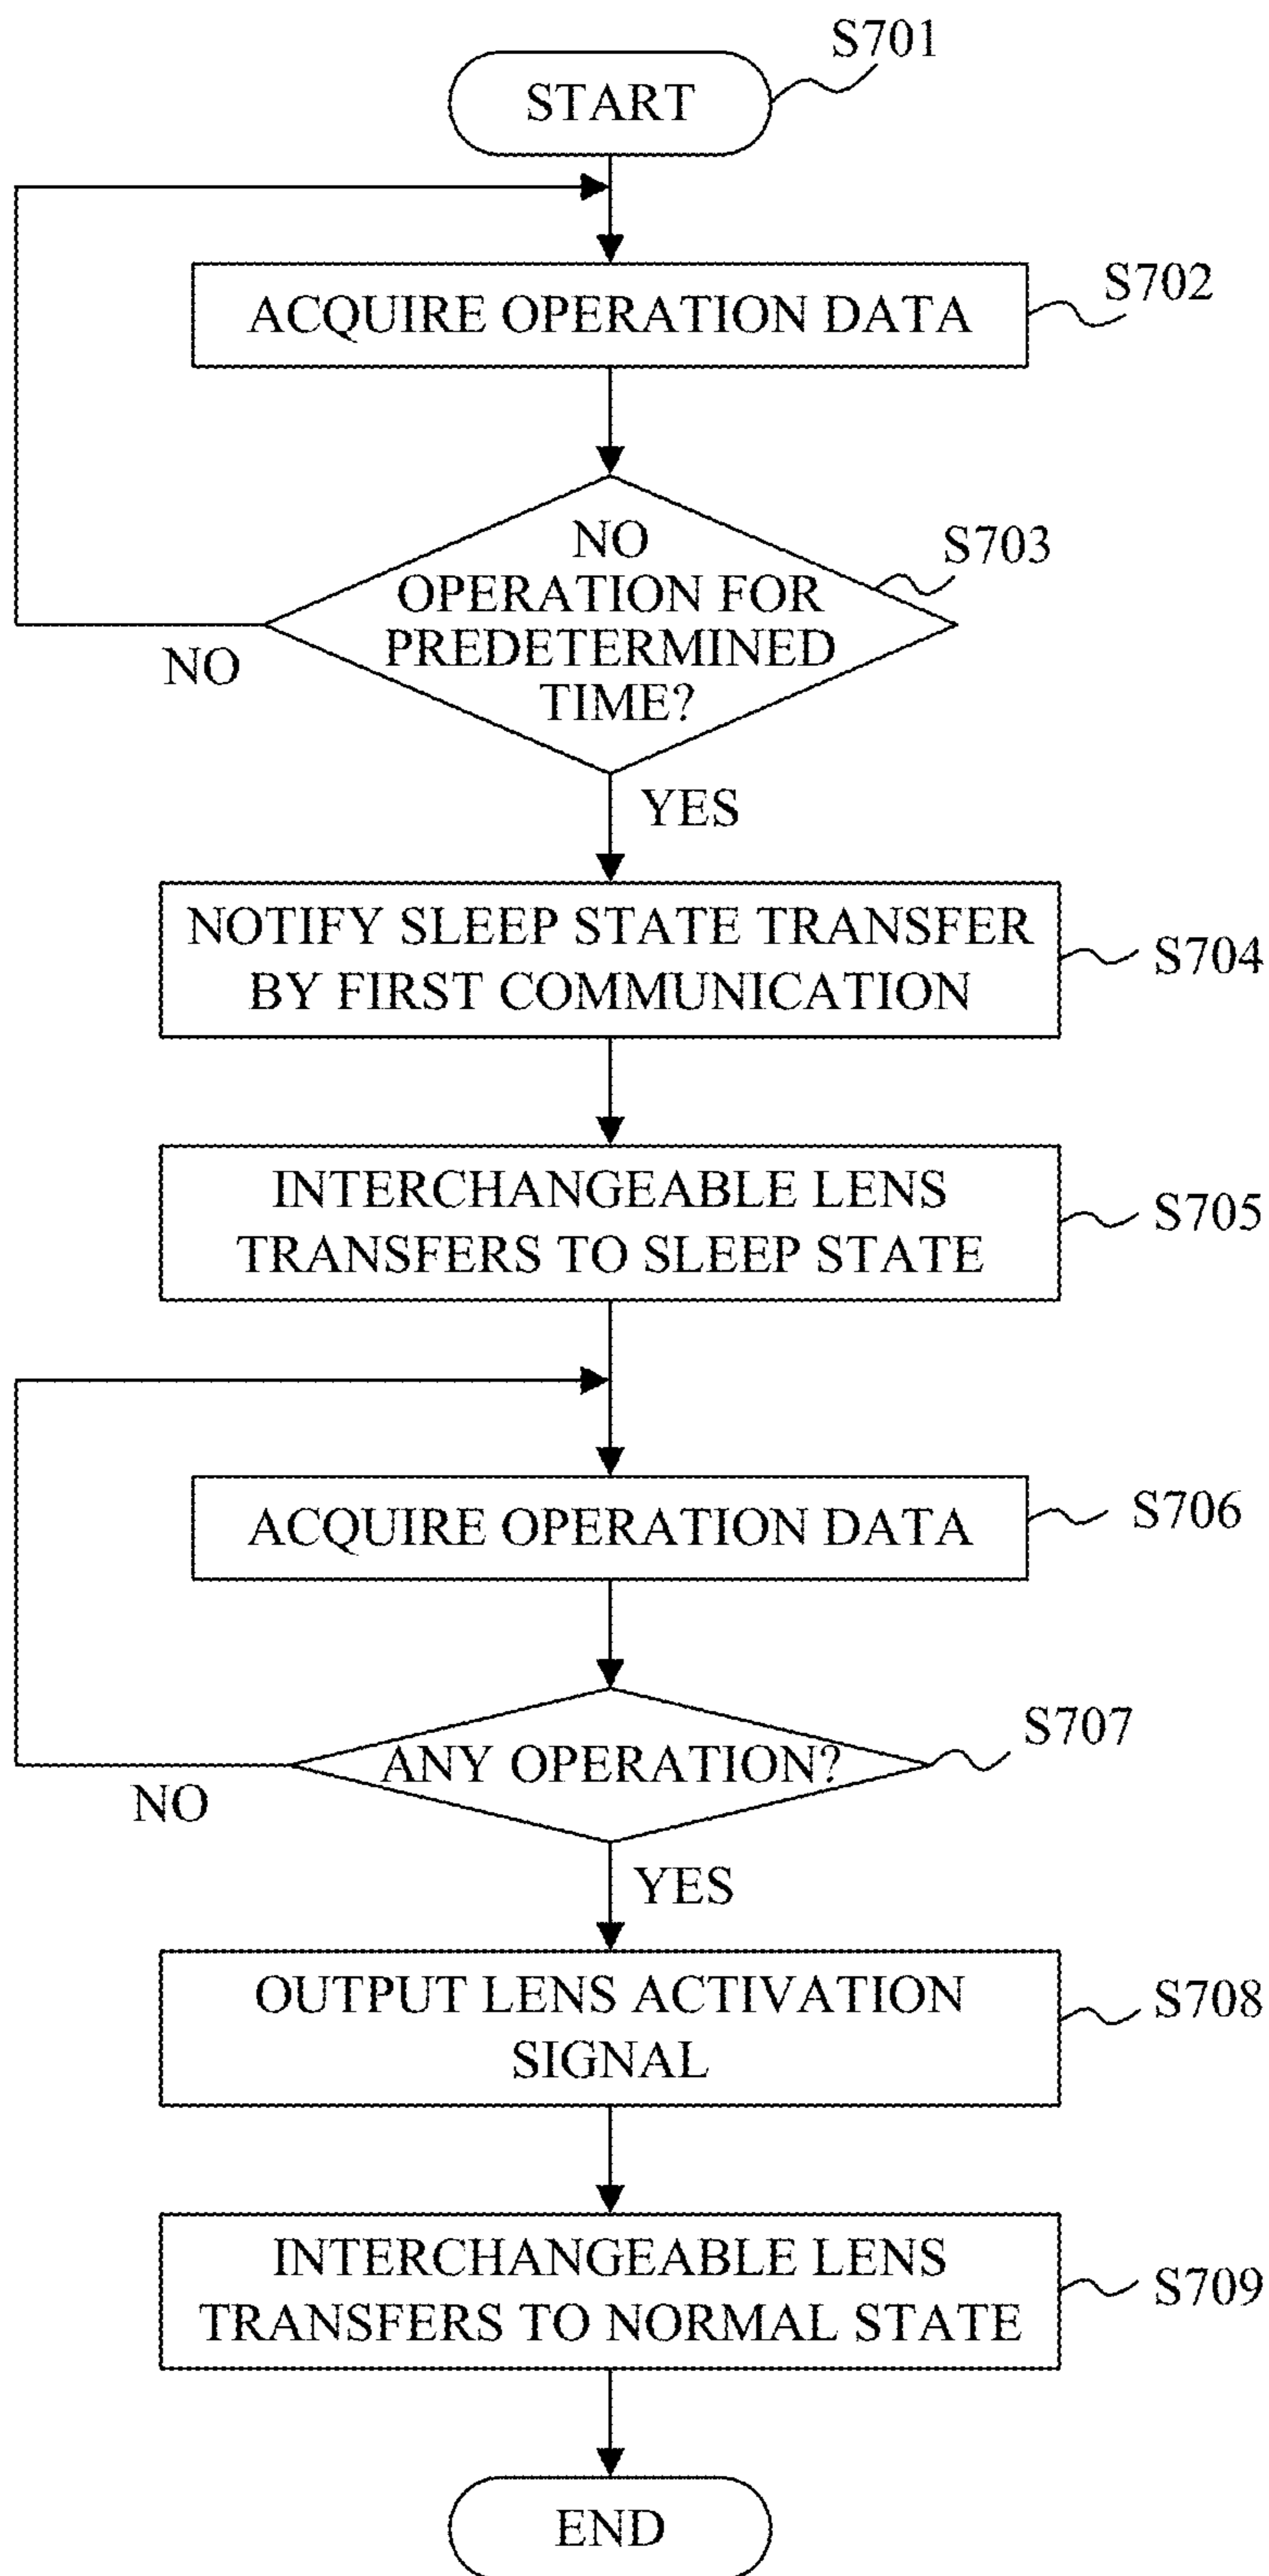 S701
START
S702
ACQUIRE OPERATION DATA
S703
NO
OPERATION FOR
PREDETERMINED
TIME?
NO
YES
NOTIFY SLEEP STATE TRANSFER
BY FIRST COMMUNICATION
S704
INTERCHANGEABLE LENS
TRANSFERS TO SLEEP STATE
S705
ACQUIRE OPERATION DATA
S706
S707
ANY OPERATION?
NO
YES
OUTPUT LENS ACTIVATION
SIGNAL
S708
INTERCHANGEABLE LENS
TRANSFERS TO NORMAL STATE
S709
END